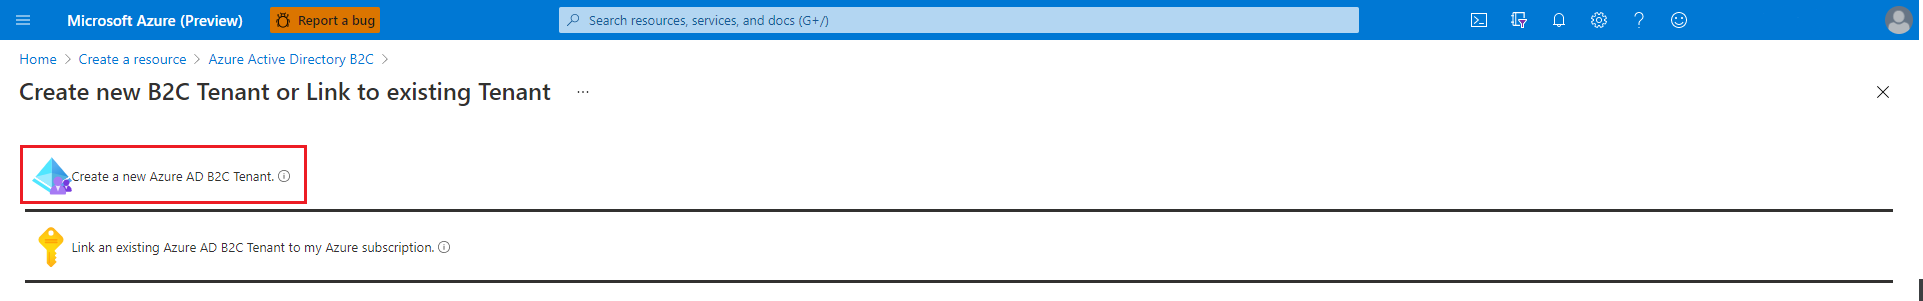 Microsoft Azure (Preview) Report a bug Search resources, services, and docs (G+/)
Home > Create a resource > Azure Active Directory B2C >
Create new B2C Tenant or Link to existing Tenant ...
Create a new Azure AD B2C Tenant.
Link an existing Azure AD B2C Tenant to my Azure subscription.